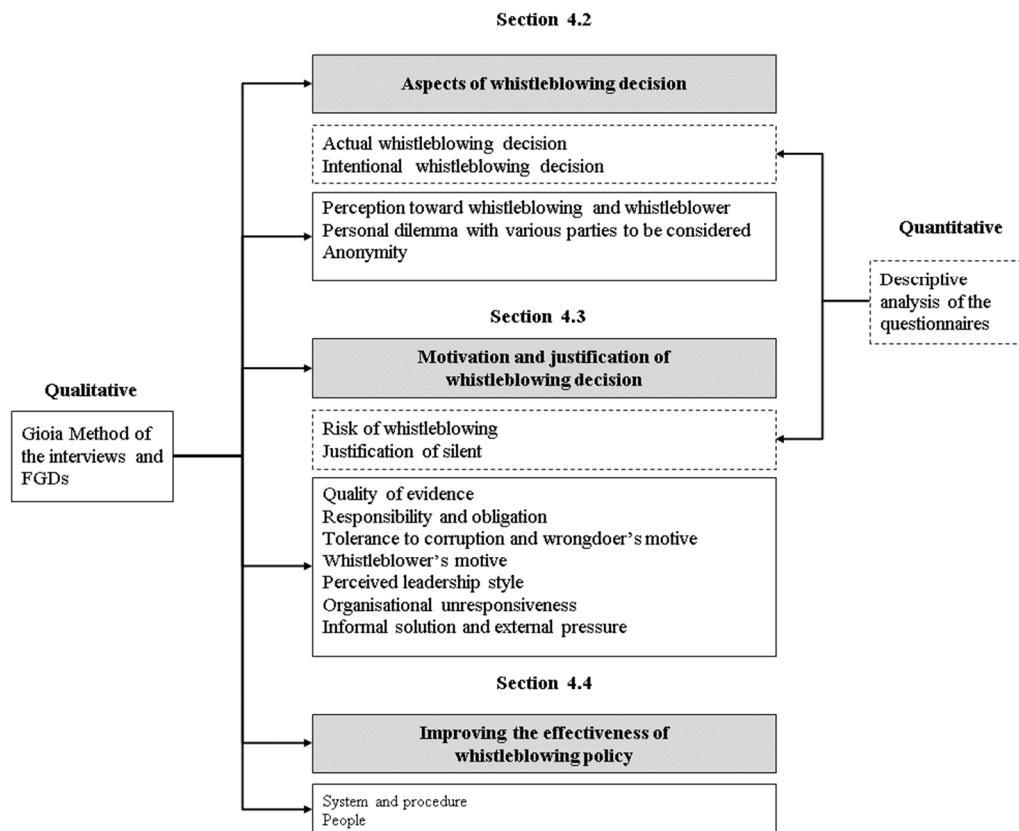 Section 4.2
Aspects of whistleblowing decision
Actual whistleblowing decision
Intentional whistleblowing decision
Perception toward whistleblowing and whistleblower
Personal dilemma with various parties to be considered
Anonymity
Quantitative
Descriptive
analysis of the
questionnaires
Section 4.3
Motivation and justification of
whistleblowing decision
Qualitative
Gioia Method of
the interviews and
FGDs
Risk of whistleblowing
Justification of silent
Quality of evidence
Responsibility and obligation
Tolerance to corruption and wrongdoer's motive
Whistleblower's motive
Perceived leadership style
Organisational unresponsiveness
Informal solution and external pressure
Section 4.4
Improving the effectiveness of
whistleblowing policy
System and procedure
People